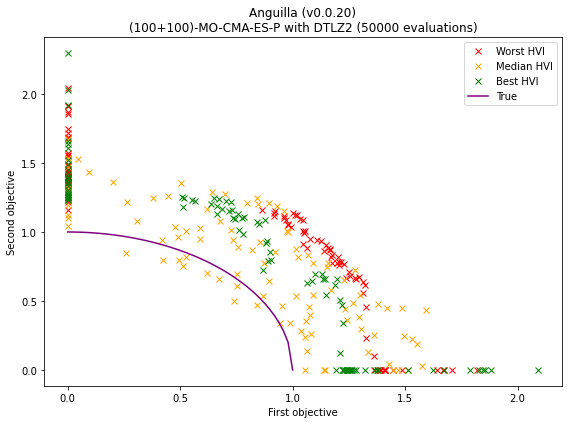 Anguilla (v0.0.20)
(100+100)-MO-CMA-ES-P with DTLZ2 (50000 evaluations)
Worst HVI
Median HVI
Best HVI
True
Second objective
2.0
1.5
1.0
0.5
0.0
0.0 0.5 1.0 1.5 2.0
First objective